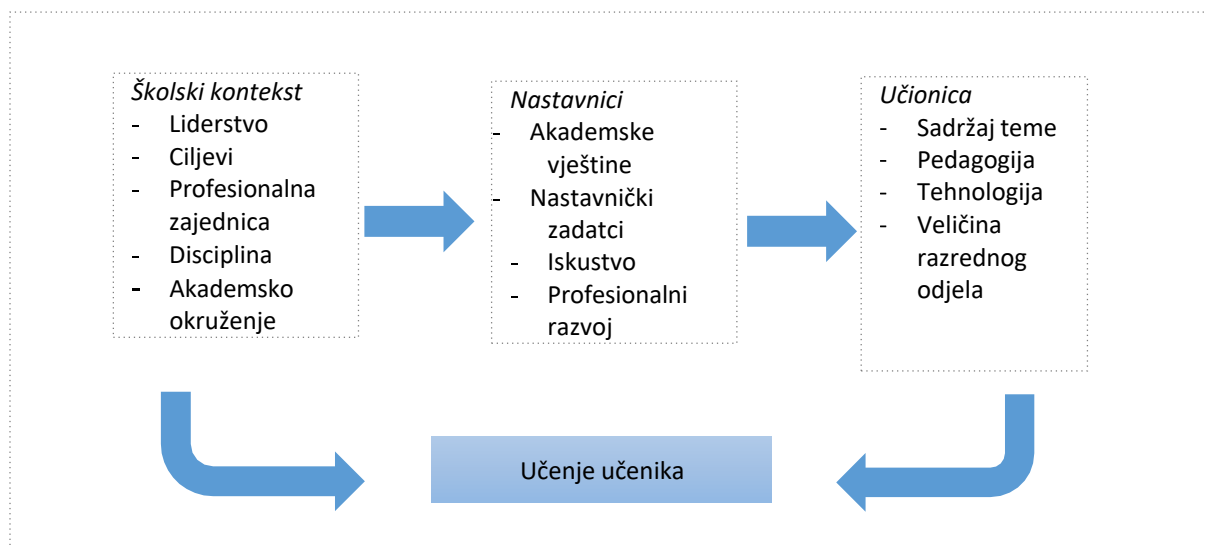 Školski kontekst
- Liderstvo
- Ciljevi
- Profesionalna
zajednica
- Disciplina
- Akademsko
okruženje
Nastavnici
- Akademske
vještine
- Nastavnički
zadatci
- Iskustvo
- Profesionalni
razvoj
Učionica
- Sadržaj teme
- Pedagogija
- Tehnologija
- Veličina
razrednog
odjela
Učenje učenika